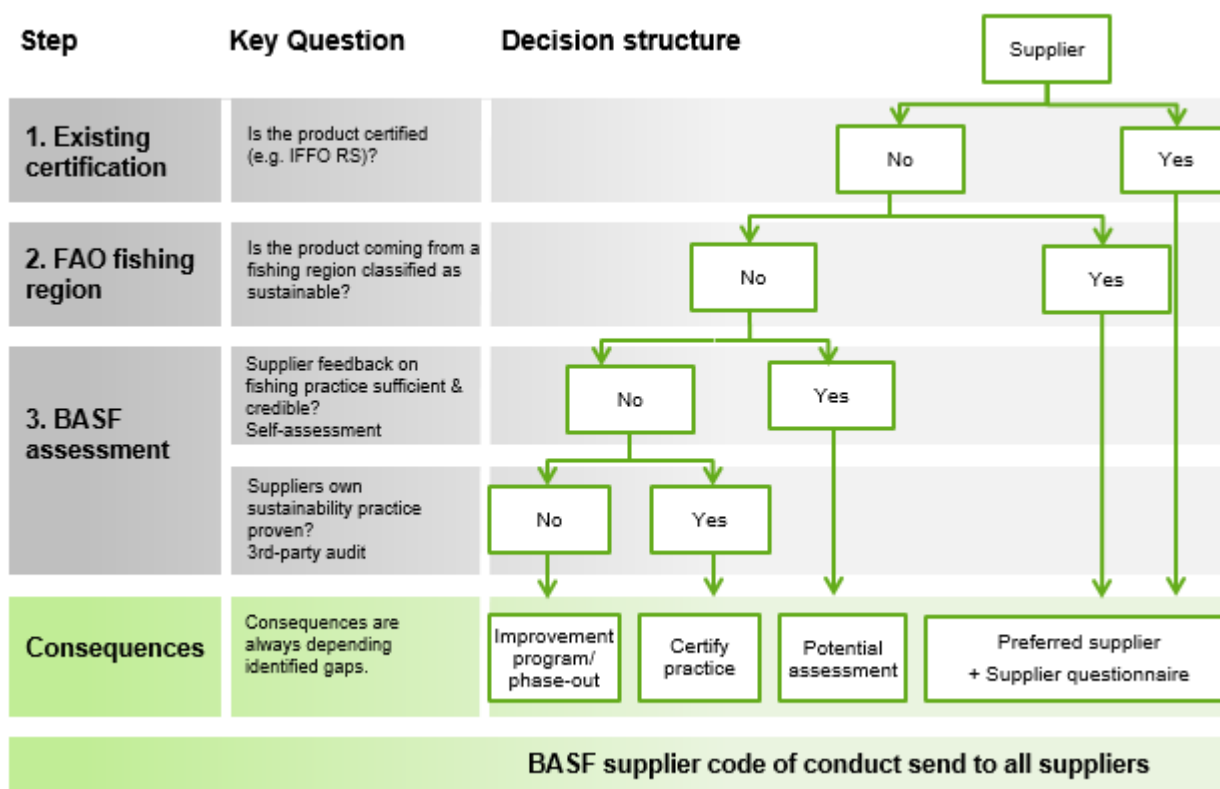 Step
Key Question
Decision structure
Supplier
1. Existing
certification
Is the product certified
(e.g. IFFO RS)?
No
Yes
2. FAO fishing
region
Is the product coming from a
fishing region classified as
sustainable?
No
Yes
3. BASF
assessment
Supplier feedback on
fishing practice sufficient &
credible?
Self-assessment
No
Yes
Suppliers own
sustainability practice
proven?
3rd-party audit
No
Yes
Consequences
Consequences are
always depending
identified gaps.
Improvement
program/
phase-out
Certify
practice
Potential
assessment
Preferred supplier
+ Supplier questionnaire
BASF supplier code of conduct send to all suppliers